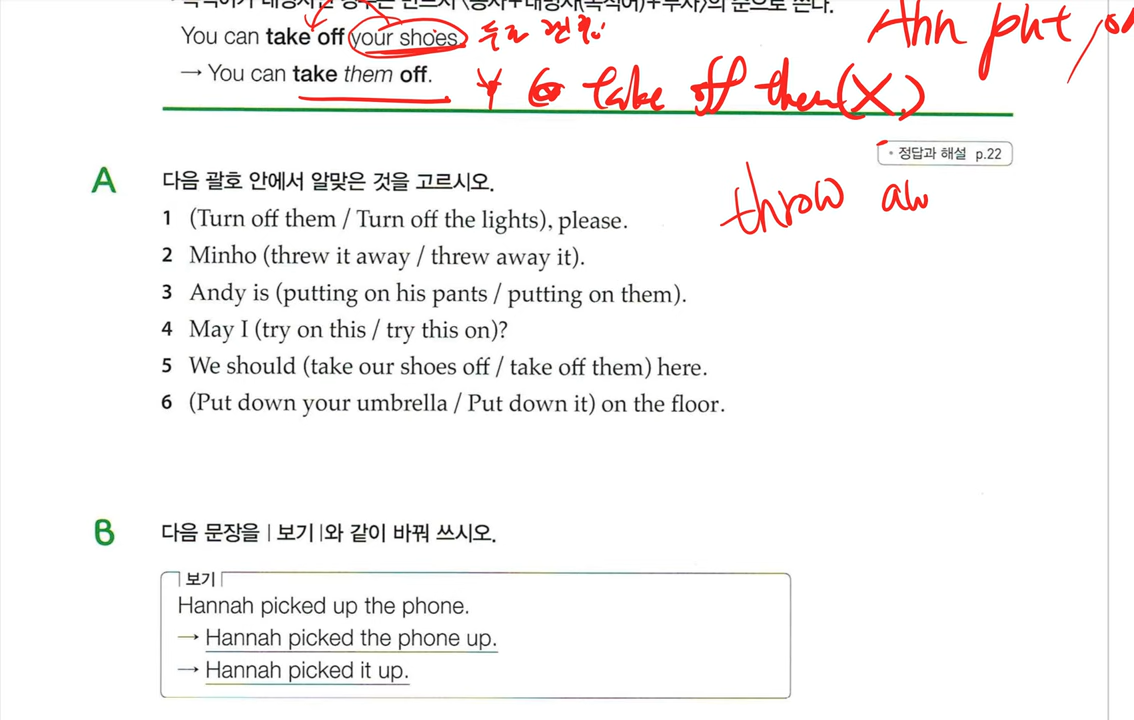 You can take off your shoes.
→ You can take them off.
take off them (X)
Ann put
• 정답과 해설 p.22
throw aw
A 다음 괄호 안에서 알맞은 것을 고르시오.
1 (Turn off them / Turn off the lights), please.
2 Minho (threw it away / threw away it).
3 Andy is (putting on his pants / putting on them).
4 May I (try on this / try this on)?
5 We should (take our shoes off / take off them) here.
6 (Put down your umbrella / Put down it) on the floor.
B 다음 문장을 | 보기 |와 같이 바꿔 쓰시오.
보기
Hannah picked up the phone.
→ Hannah picked the phone up.
→ Hannah picked it up.